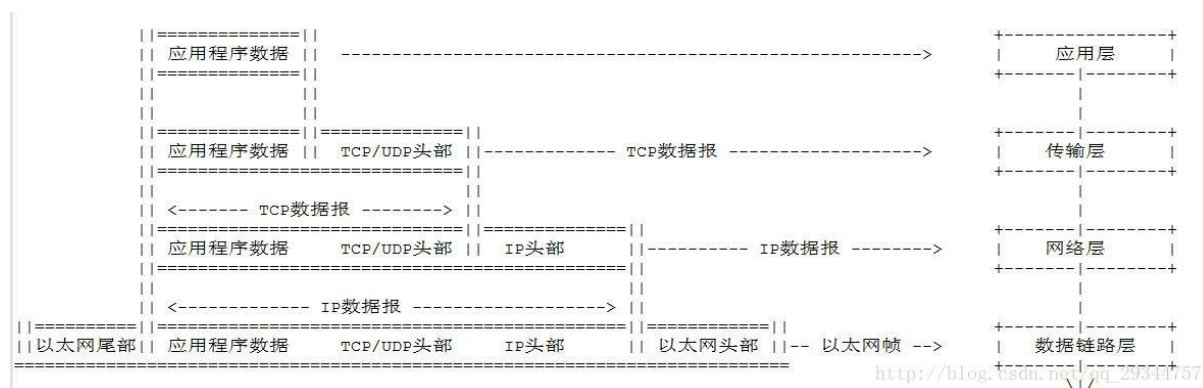 应用程序数据 应用层
应用程序数据 TCP/UDP头部 TCP数据报 传输层
TCP数据报
应用程序数据 TCP/UDP头部 IP头部 IP数据报 网络层
IP数据报
以太网尾部 应用程序数据 TCP/UDP头部 IP头部 以太网头部 以太网帧 数据链路层
http://blog.csdn.net/qq_29344757